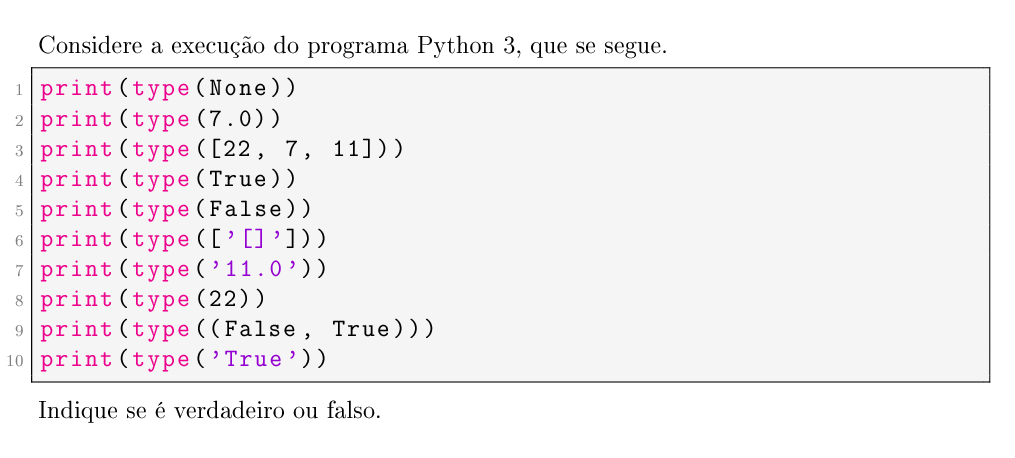 Considere a execução do programa Python 3, que se segue.
1 print(type(None))
2 print(type(7.0))
3 print(type([22, 7, 11]))
4 print(type(True))
5 print(type(False))
6 print(type(['[]']))
7 print(type('11.0'))
8 print(type(22))
9 print(type((False, True)))
10 print(type('True'))
Indique se é verdadeiro ou falso.